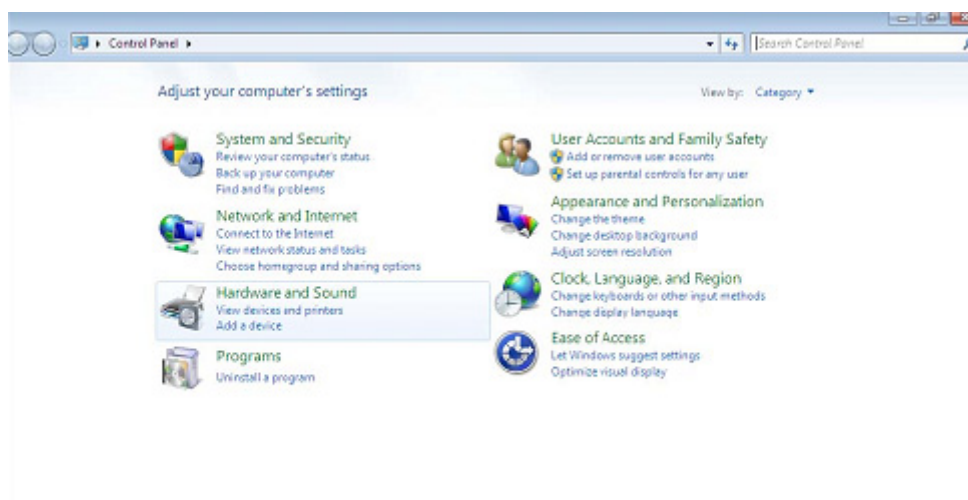 Control Panel
Search Control Panel
Adjust your computer's settings
View by: Category
System and Security
Review your computer's status
Back up your computer
Find and fix problems
Network and Internet
Connect to the Internet
View network status and tasks
Choose homegroup and sharing options
Hardware and Sound
View devices and printers
Add a device
Programs
Uninstall a program
User Accounts and Family Safety
Add or remove user accounts
Set up parental controls for any user
Appearance and Personalization
Change the theme
Change desktop background
Adjust screen resolution
Clock, Language, and Region
Change keyboards or other input methods
Change display language
Ease of Access
Let Windows suggest settings
Optimize visual display